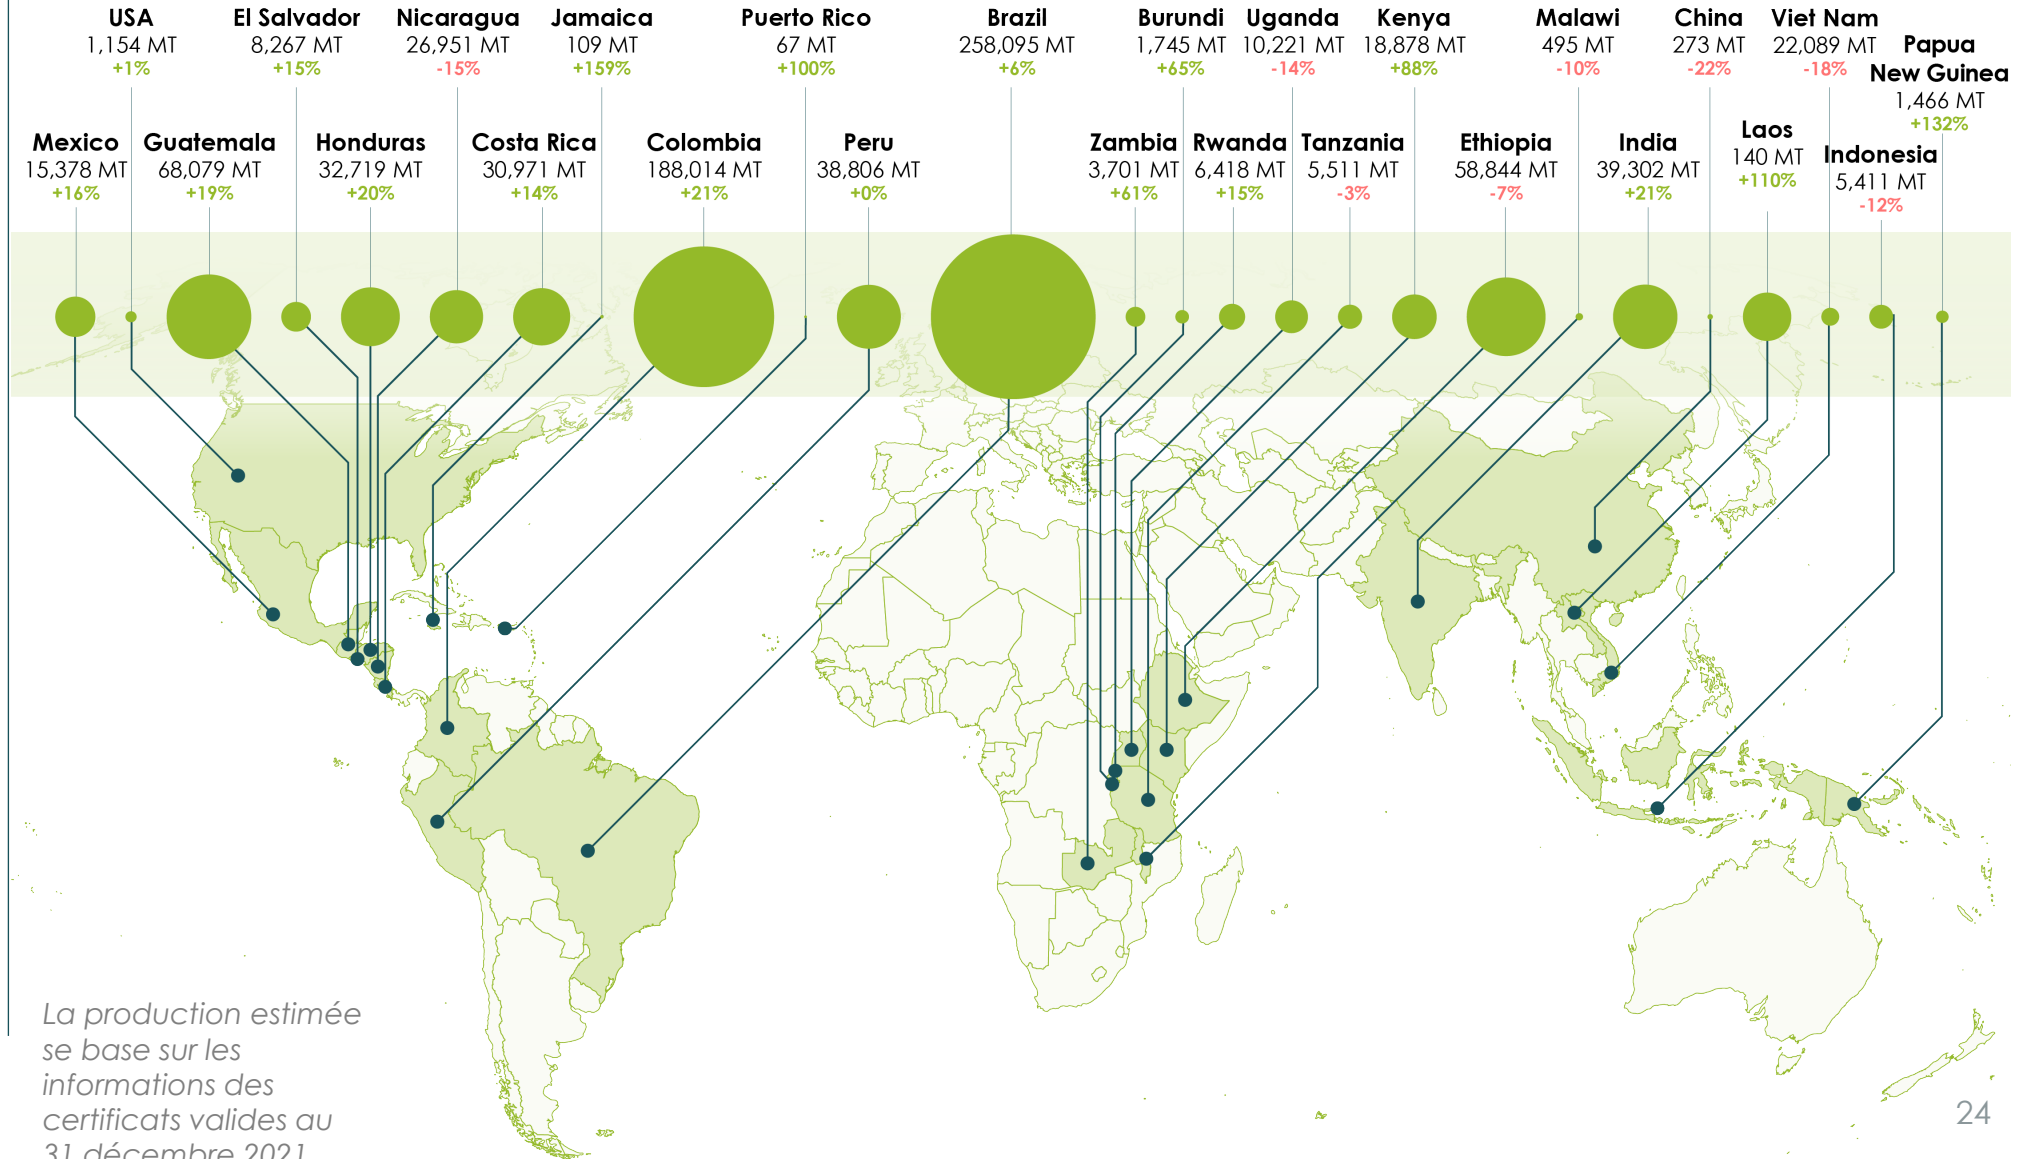 USA
1,154 MT
+1%
El Salvador
8,267 MT
+15%
Nicaragua
26,951 MT
-15%
Jamaica
109 MT
+159%
Puerto Rico
67 MT
+100%
Brazil
258,095 MT
+6%
Burundi
1,745 MT
+65%
Uganda
10,221 MT
-14%
Kenya
18,878 MT
+88%
Malawi
495 MT
-10%
China
273 MT
-22%
Viet Nam
22,089 MT
-18%
Papua
New Guinea
1,466 MT
+132%
Mexico
15,378 MT
+16%
Guatemala
68,079 MT
+19%
Honduras
32,719 MT
+20%
Costa Rica
30,971 MT
+14%
Colombia
188,014 MT
+21%
Peru
38,806 MT
+0%
Zambia
3,701 MT
+61%
Rwanda
6,418 MT
+15%
Tanzania
5,511 MT
-3%
Ethiopia
58,844 MT
-7%
India
39,302 MT
+21%
Laos
140 MT
+110%
Indonesia
5,411 MT
-12%
La production estimée
se base sur les
informations des
certificats valides au
31 décembre 2021
24